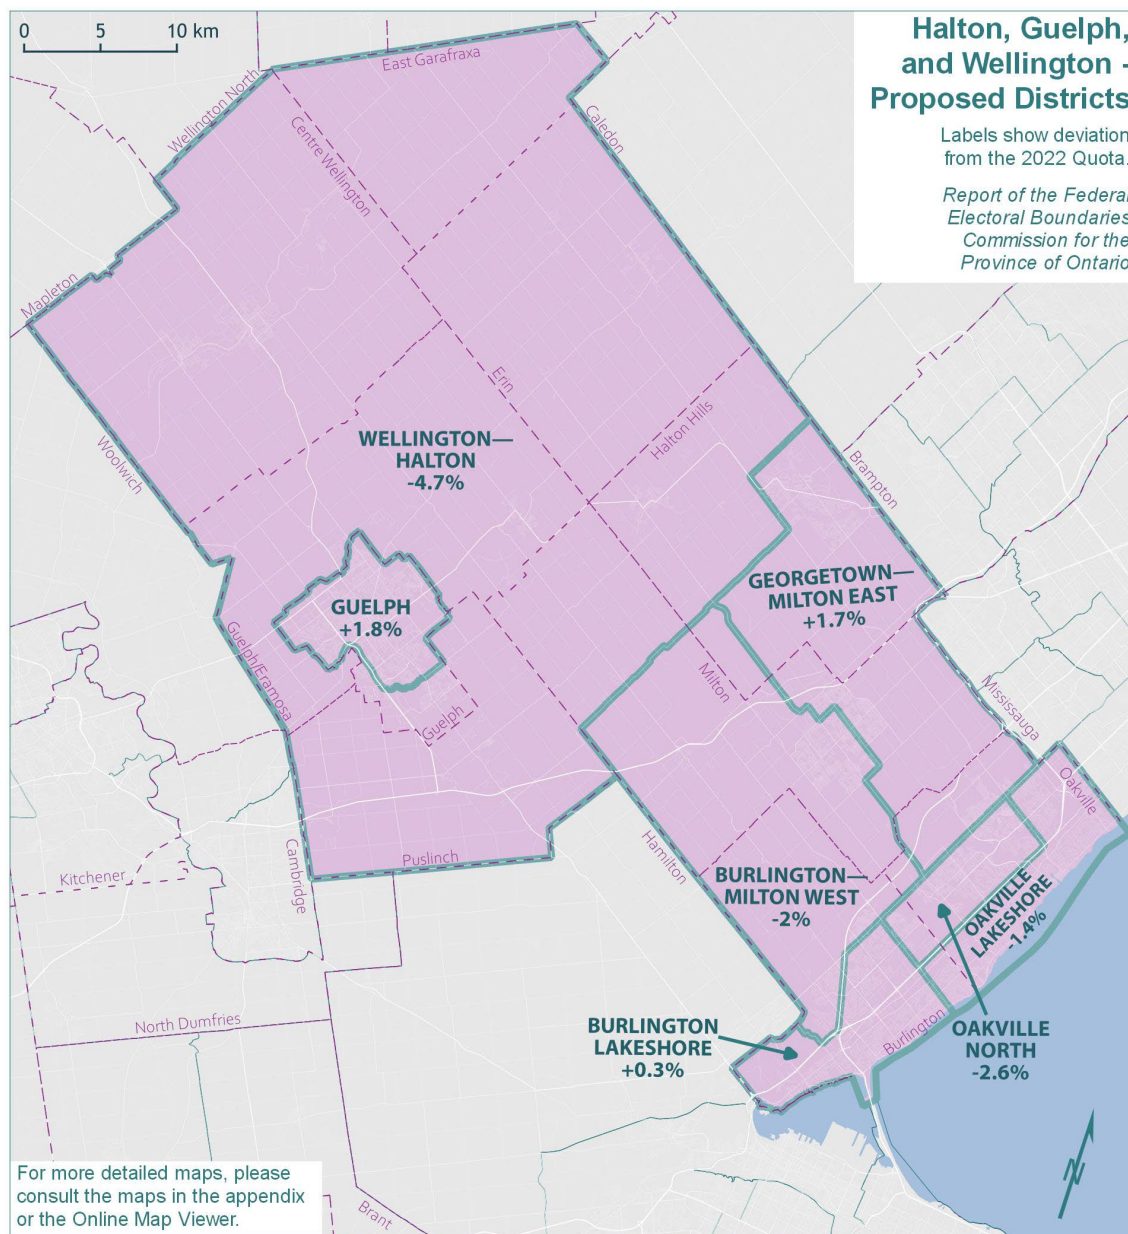 0 5 10 km
Halton, Guelph,
and Wellington -
Proposed Districts
Labels show deviation
from the 2022 Quota.
Report of the Federal
Electoral Boundaries
Commission for the
Province of Ontario
East Garafraxa
Wellington North
Centre Wellington
Caledon
Mapleton
Erin
Halton Hills
Woolwich
WELLINGTON—
HALTON
-4.7%
Brampton
GEORGETOWN—
MILTON EAST
+1.7%
GUELPH
+1.8%
Guelph/Eramosa
Milton
Guelph
Mississauga
Oakville
Hamilton
Puslinch
Cambridge
Kitchener
BURLINGTON—
MILTON WEST
-2%
OAKVILLE
LAKESHORE
-1.4%
North Dumfries
BURLINGTON
LAKESHORE
+0.3%
Burlington
OAKVILLE
NORTH
-2.6%
N
For more detailed maps, please
consult the maps in the appendix
or the Online Map Viewer.
Brant